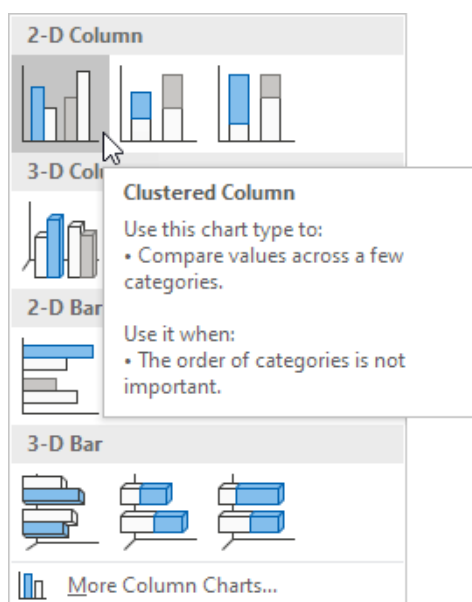 2-D Column
3-D Col
Clustered Column
Use this chart type to:
• Compare values across a few
categories.
Use it when:
• The order of categories is not
important.
2-D Bar
3-D Bar
More Column Charts...